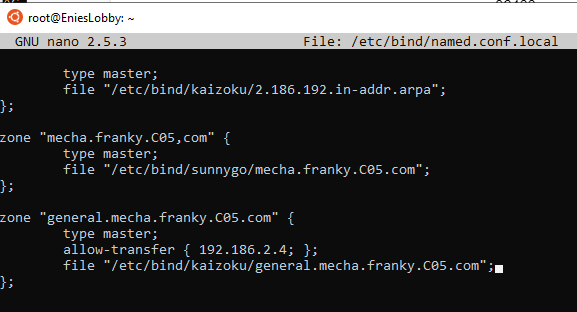 root@EniesLobby: ~
GNU nano 2.5.3 File: /etc/bind/named.conf.local
type master;
file "/etc/bind/kaizoku/2.186.192.in-addr.arpa";
};
zone "mecha.franky.C05,com" {
type master;
file "/etc/bind/sunnygo/mecha.franky.C05.com";
};
zone "general.mecha.franky.C05.com" {
type master;
allow-transfer { 192.186.2.4; };
file "/etc/bind/kaizoku/general.mecha.franky.C05.com";
};